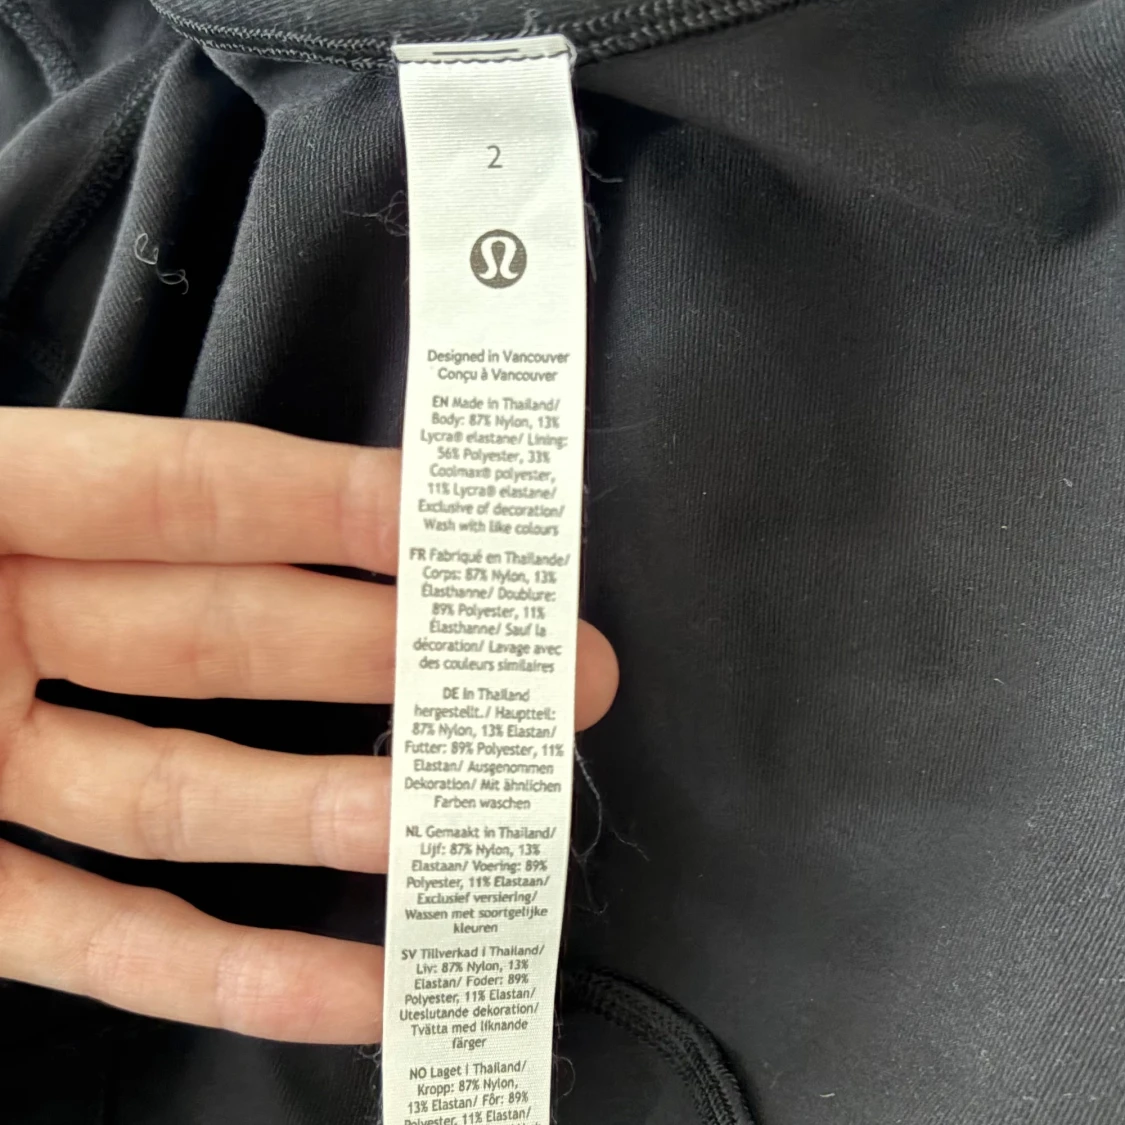 2
Designed in Vancouver
Conçu à Vancouver
EN Made in Thailand/
Body: 87% Nylon, 13%
Lycra® elastane/ Lining:
56% Polyester, 33%
Coolmax® polyester,
11% Lycra® elastane/
Exclusive of decoration/
Wash with like colours
FR Fabriqué en Thaïlande/
Corps: 87% Nylon, 13%
Élasthanne/ Doublure:
89% Polyester, 11%
Élasthanne/ Sauf la
décoration/ Lavage avec
des couleurs similaires
DE In Thailand
hergestellt./ Hauptteil:
87% Nylon, 13% Elastan/
Futter: 89% Polyester, 11%
Elastan/ Ausgenommen
Dekoration/ Mit ähnlichen
Farben waschen
NL Gemaakt in Thailand/
Lijf: 87% Nylon, 13%
Elastaan/ Voering: 89%
Polyester, 11% Elastaan/
Exclusief versiering/
Wassen met soortgelijke
kleuren
SV Tillverkad i Thailand/
Liv: 87% Nylon, 13%
Elastan/ Foder: 89%
Polyester, 11% Elastan/
Uteslutande dekoration/
Tvätta med liknande
färger
NO Laget i Thailand/
Kropp: 87% Nylon,
13% Elastan/ Fôr: 89%
Polyester, 11% Elastan/